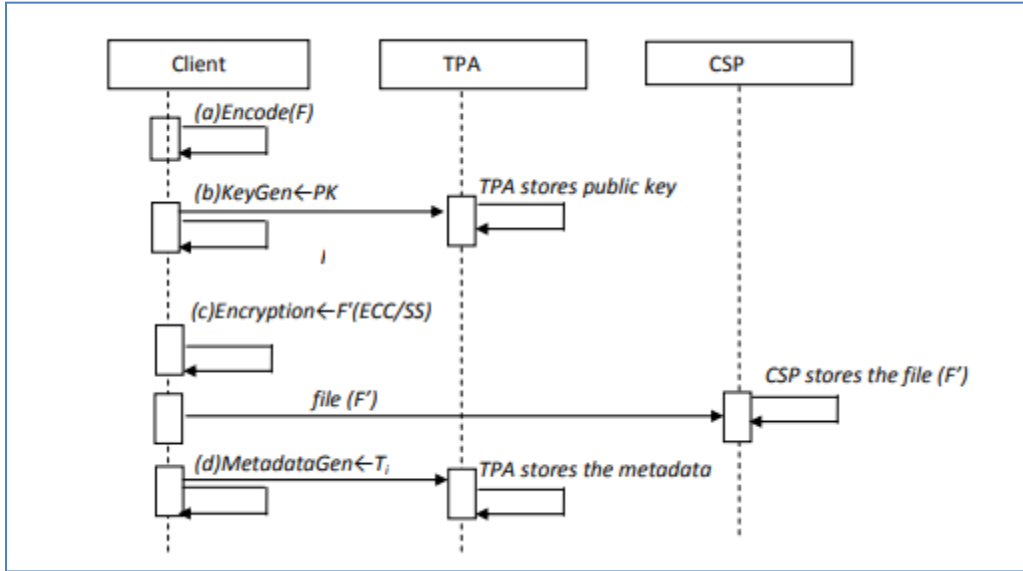 Client
TPA
CSP
(a)Encode(F)
(b)KeyGen←PK
TPA stores public key
(c)Encryption←F'(ECC/SS)
CSP stores the file (F')
file (F')
(d)MetadataGen←Tᵢ
TPA stores the metadata